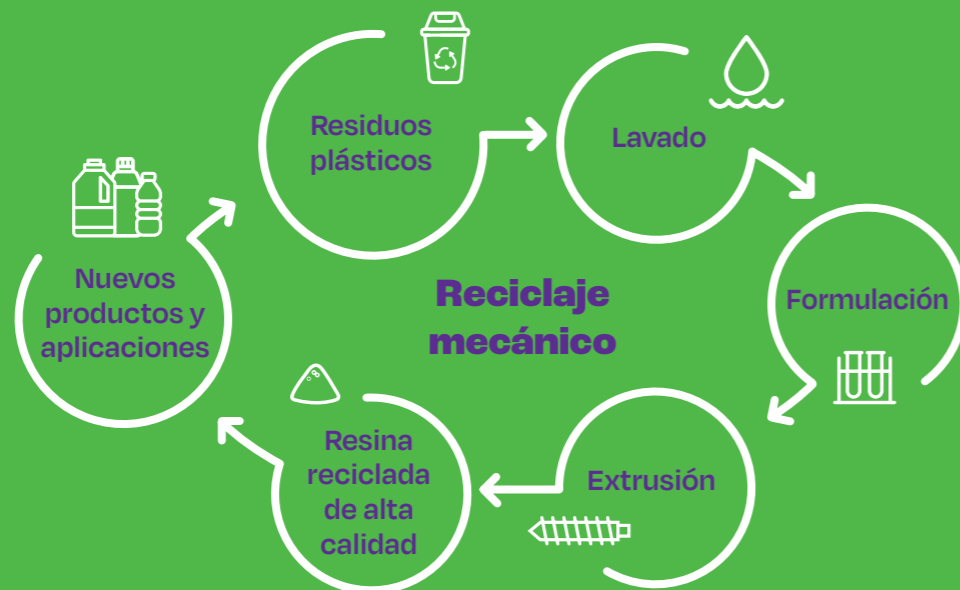 Residuos
plásticos
Lavado
Formulación
Extrusión
Resina
reciclada
de alta
calidad
Nuevos
productos y
aplicaciones
Reciclaje
mecánico